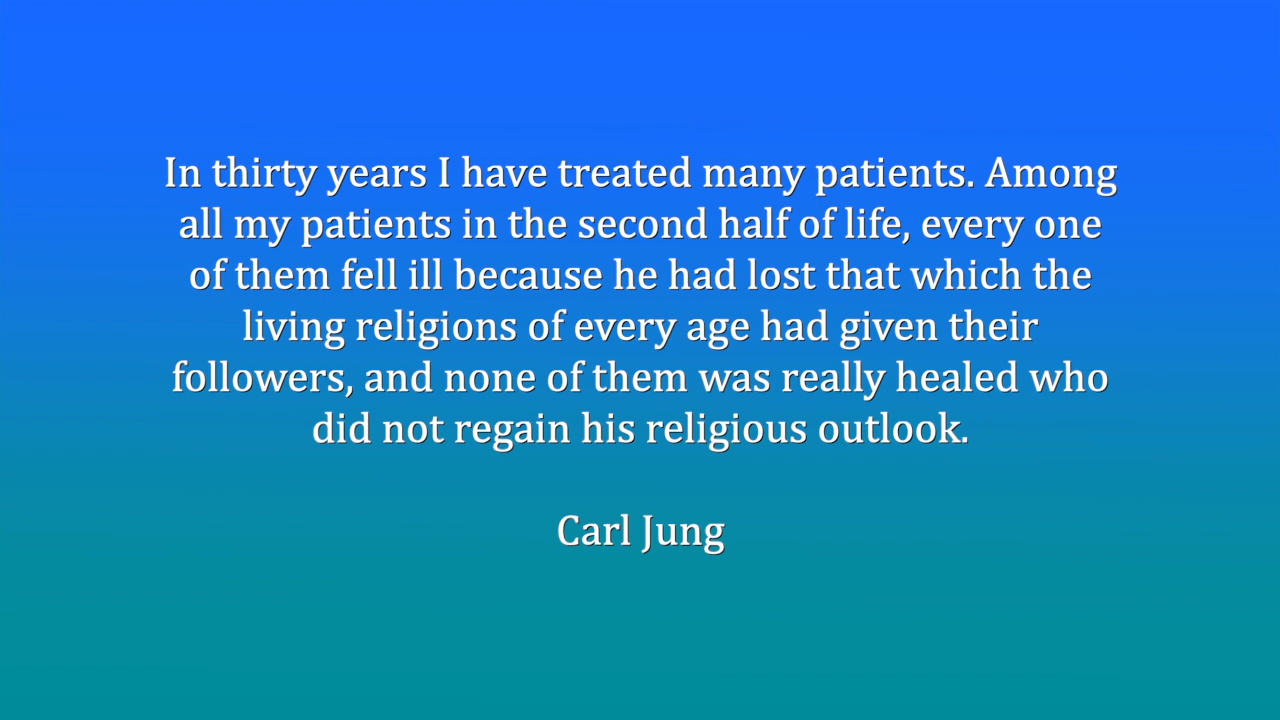 In thirty years I have treated many patients. Among
all my patients in the second half of life, every one
of them fell ill because he had lost that which the
living religions of every age had given their
followers, and none of them was really healed who
did not regain his religious outlook.
Carl Jung